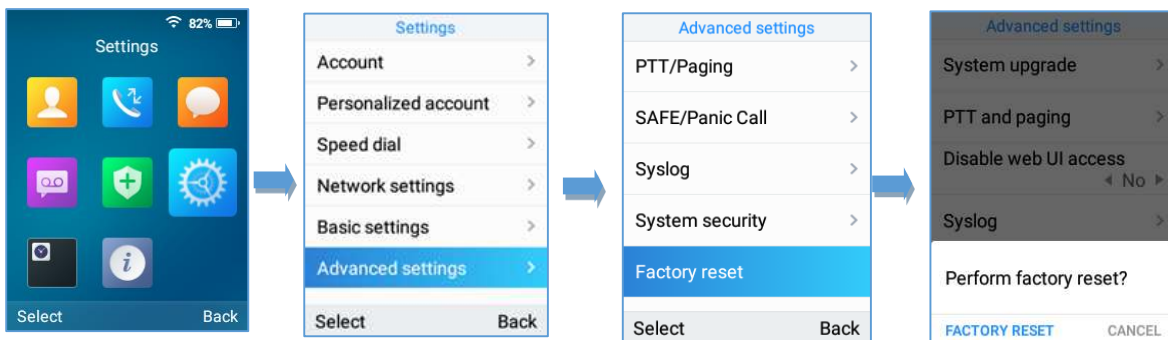 82%
Settings
Select Back
Settings
Account
Personalized account
Speed dial
Network settings
Basic settings
Advanced settings
Select Back
Advanced settings
PTT/Paging
SAFE/Panic Call
Syslog
System security
Factory reset
Select Back
Advanced settings
System upgrade
PTT and paging
Disable web UI access
No
Syslog
Perform factory reset?
FACTORY RESET CANCEL